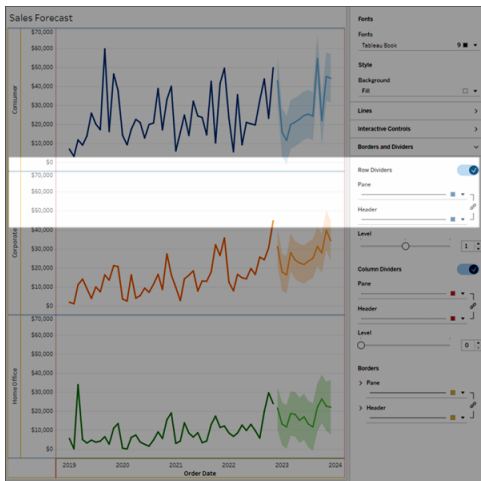 Sales Forecast
Consumer
$70,000
$60,000
$50,000
$40,000
$30,000
$20,000
$10,000
$0
Corporate
$70,000
$60,000
$50,000
$40,000
$30,000
$20,000
$10,000
$0
Home Office
$70,000
$60,000
$50,000
$40,000
$30,000
$20,000
$10,000
$0
2019 2020 2021 2022 2023 2024
Order Date
Fonts
Fonts
Tableau Book 9
Style
Background
Fill
Lines
Interactive Controls
Borders and Dividers
Row Dividers
Pane
Header
Level
1
Column Dividers
Pane
Header
Level
0
Borders
Pane
Header